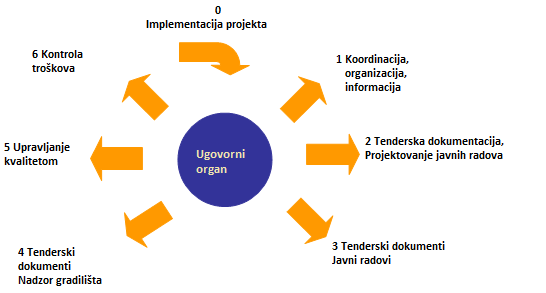 0
Implementacija projekta
1 Koordinacija,
organizacija,
informacija
2 Tenderska dokumentacija,
Projektovanje javnih radova
3 Tenderski dokumenti
Javni radovi
4 Tenderski
dokumenti
Nadzor gradilišta
5 Upravljanje
kvalitetom
6 Kontrola
troškova
Ugovorni
organ